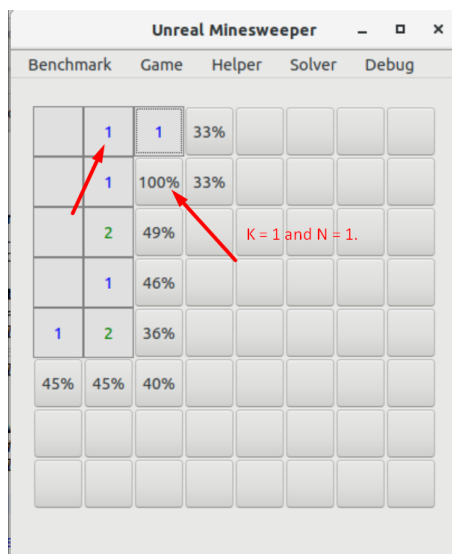 Unreal Minesweeper
Benchmark Game Helper Solver Debug
1 1 33%
1 100% 33%
2 49% K = 1 and N = 1.
1 46%
1 2 36%
45% 45% 40%